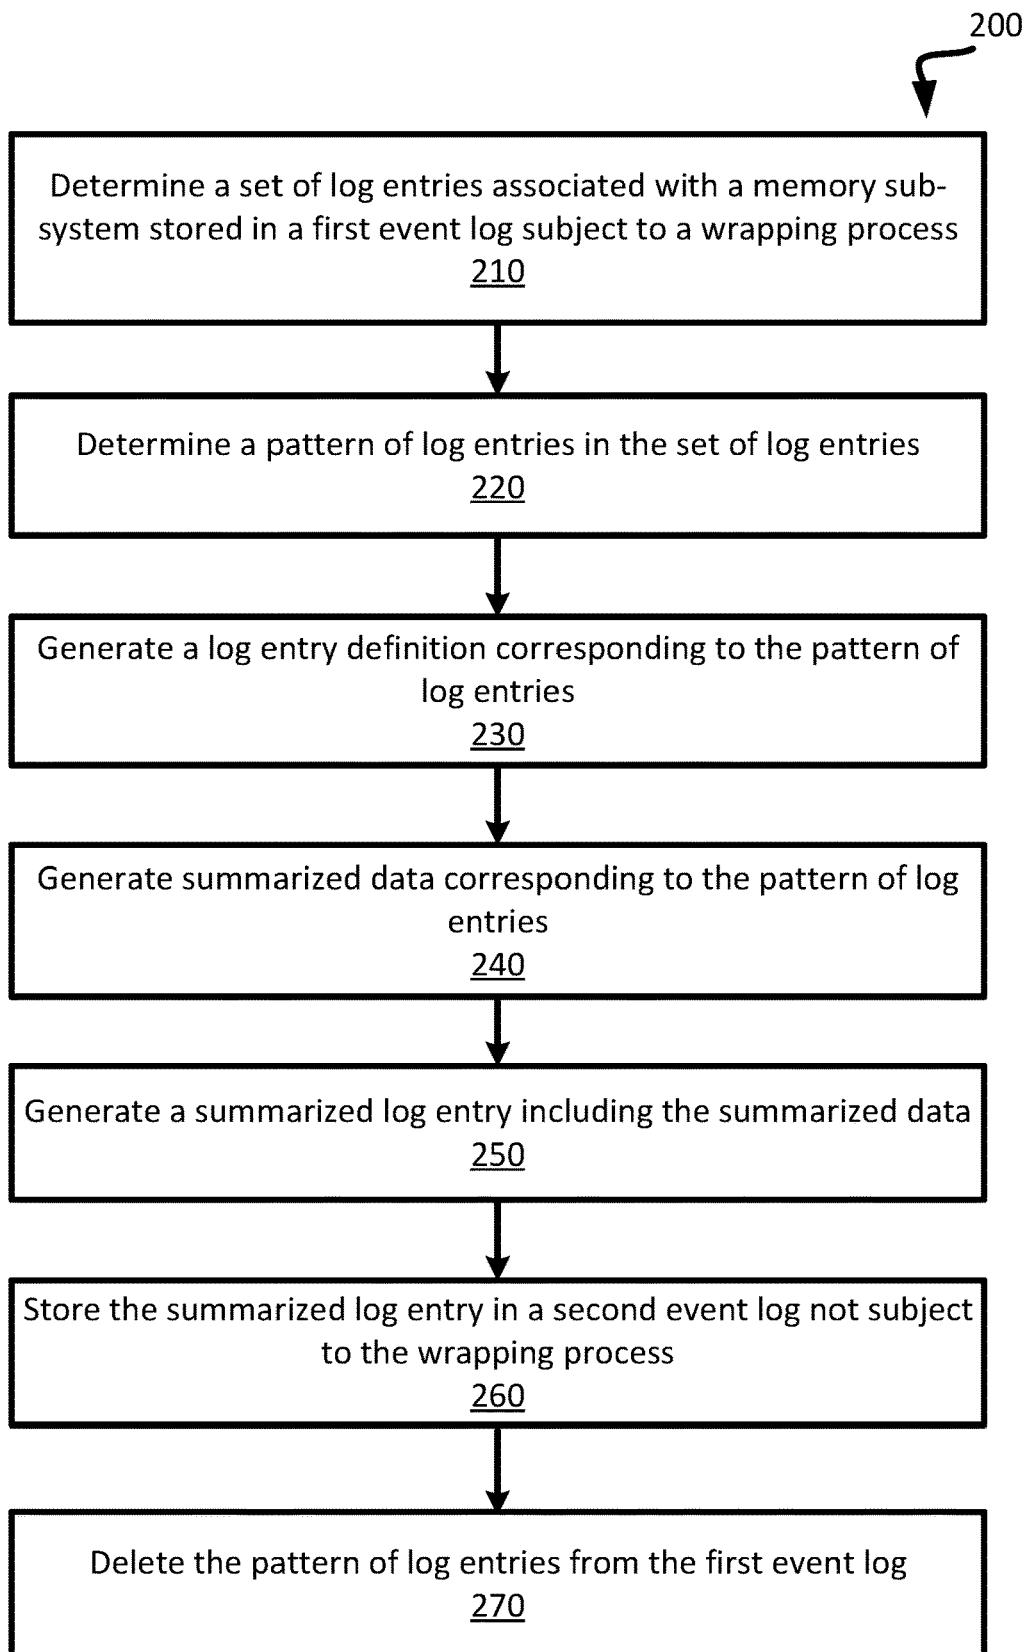 200
Determine a set of log entries associated with a memory sub-
system stored in a first event log subject to a wrapping process
210
Determine a pattern of log entries in the set of log entries
220
Generate a log entry definition corresponding to the pattern of
log entries
230
Generate summarized data corresponding to the pattern of log
entries
240
Generate a summarized log entry including the summarized data
250
Store the summarized log entry in a second event log not subject
to the wrapping process
260
Delete the pattern of log entries from the first event log
270